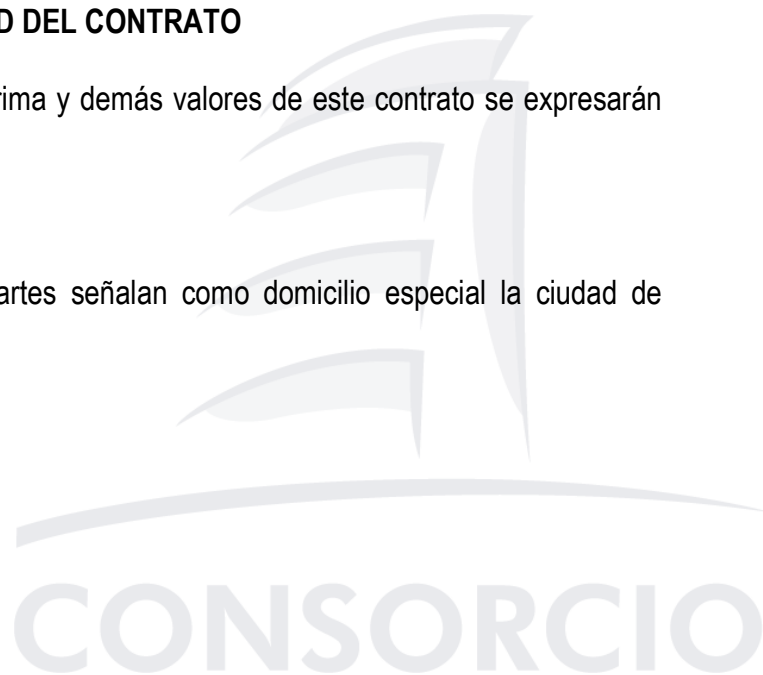 D DEL CONTRATO
rima y demás valores de este contrato se expresarán
artes señalan como domicilio especial la ciudad de
CONSORCIO